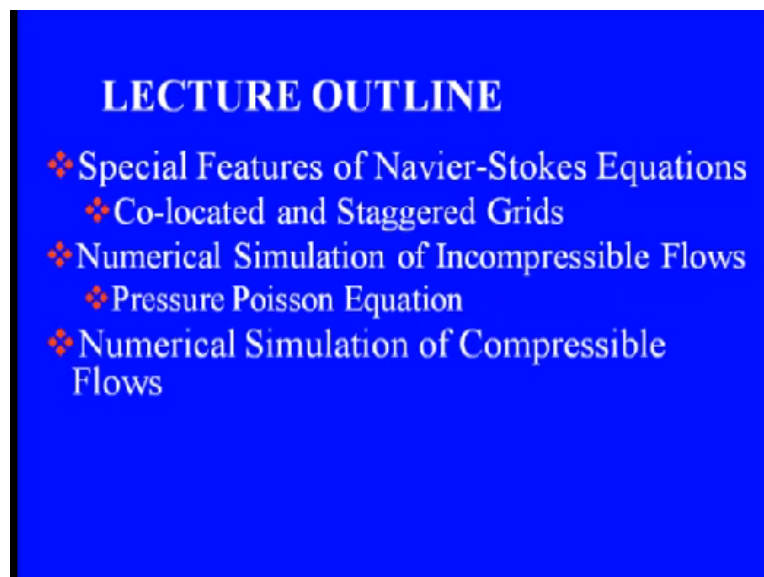 LECTURE OUTLINE
❖Special Features of Navier-Stokes Equations
❖Co-located and Staggered Grids
❖Numerical Simulation of Incompressible Flows
❖Pressure Poisson Equation
❖Numerical Simulation of Compressible
Flows